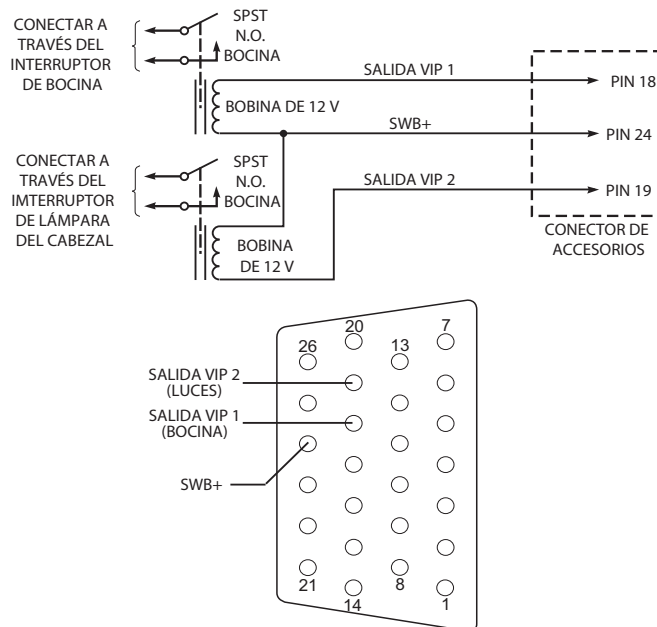 CONECTAR A
TRAVÉS DEL
INTERRUPTOR
DE BOCINA
SPST
N.O.
BOCINA
BOBINA DE 12 V
SALIDA VIP 1
PIN 18
SWB+
PIN 24
CONECTAR A
TRAVÉS DEL
IMTERRUPTOR
DE LÁMPARA
DEL CABEZAL
SPST
N.O.
BOCINA
BOBINA
DE 12 V
SALIDA VIP 2
PIN 19
CONECTOR DE
ACCESORIOS
20
7
26
13
SALIDA VIP 2
(LUCES)
SALIDA VIP 1
(BOCINA)
SWB+
21
8
14
1